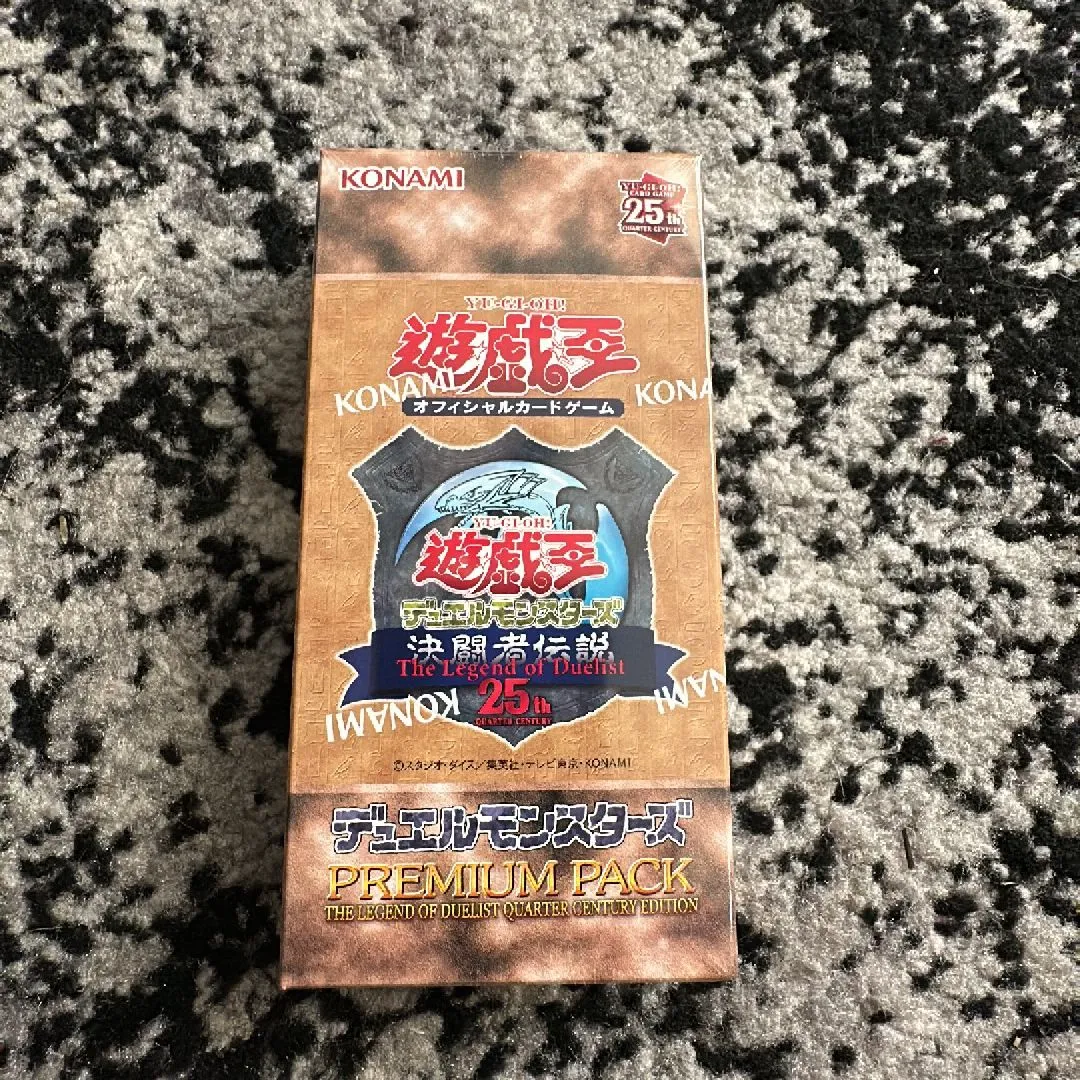 KONAMI
YU-GI-OH!
CARD GAME
25th
QUARTER CENTURY
YU-GI-OH!
遊戯王
KONAMI
KONA
オフィシャルカードゲーム
YU-GI-OH!
遊戯王
デュエルモンスターズ
決闘者伝説
The Legend of Duelist
25th
QUARTER CENTURY
KONAMI
KONAMI
©スタジオ・ダイス/集英社・テレビ東京・KONAMI
デュエルモンスターズ
PREMIUM PACK
THE LEGEND OF DUELIST QUARTER CENTURY EDITION